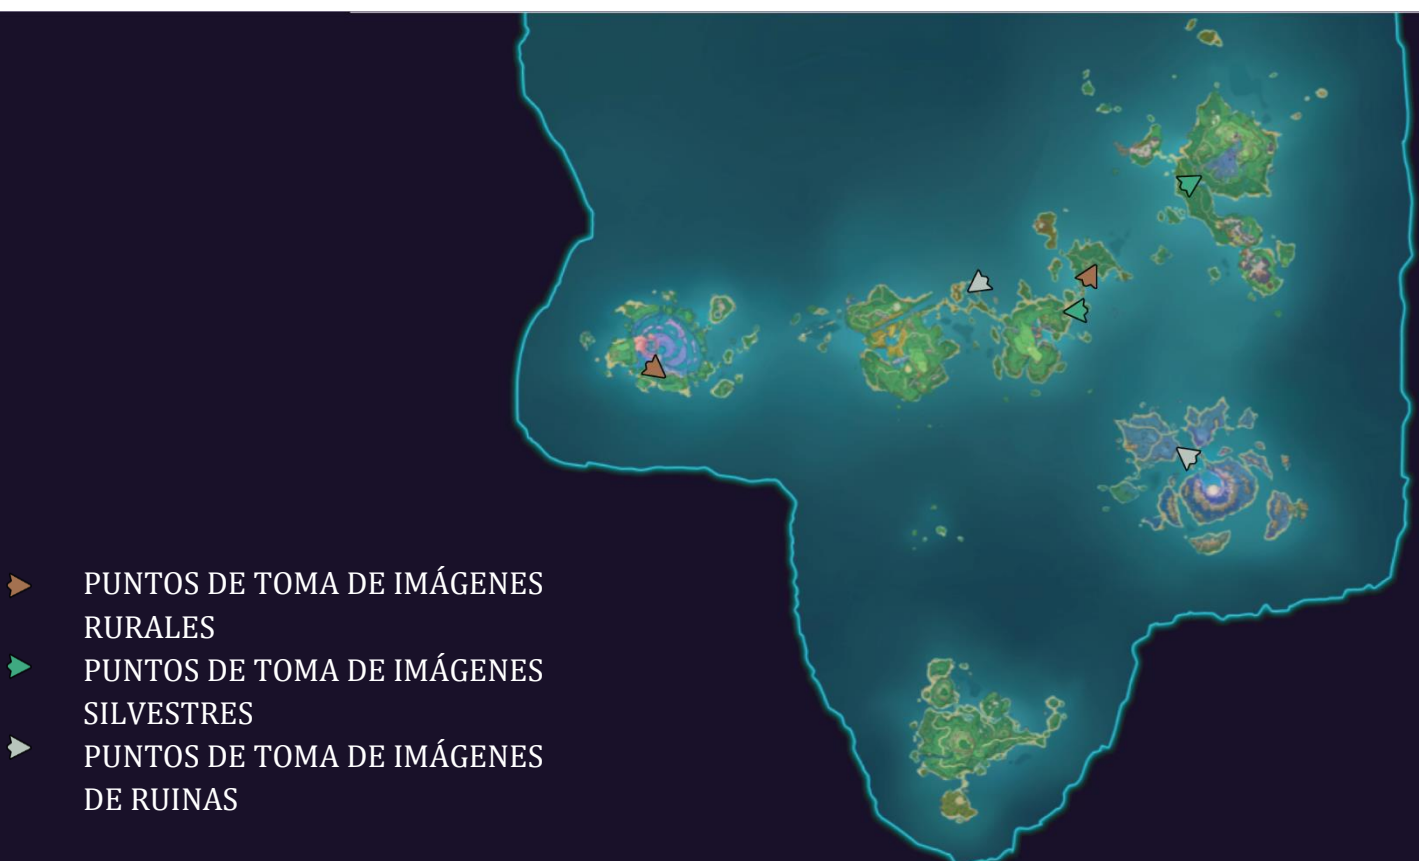 PUNTOS DE TOMA DE IMÁGENES
RURALES
PUNTOS DE TOMA DE IMÁGENES
SILVESTRES
PUNTOS DE TOMA DE IMÁGENES
DE RUINAS